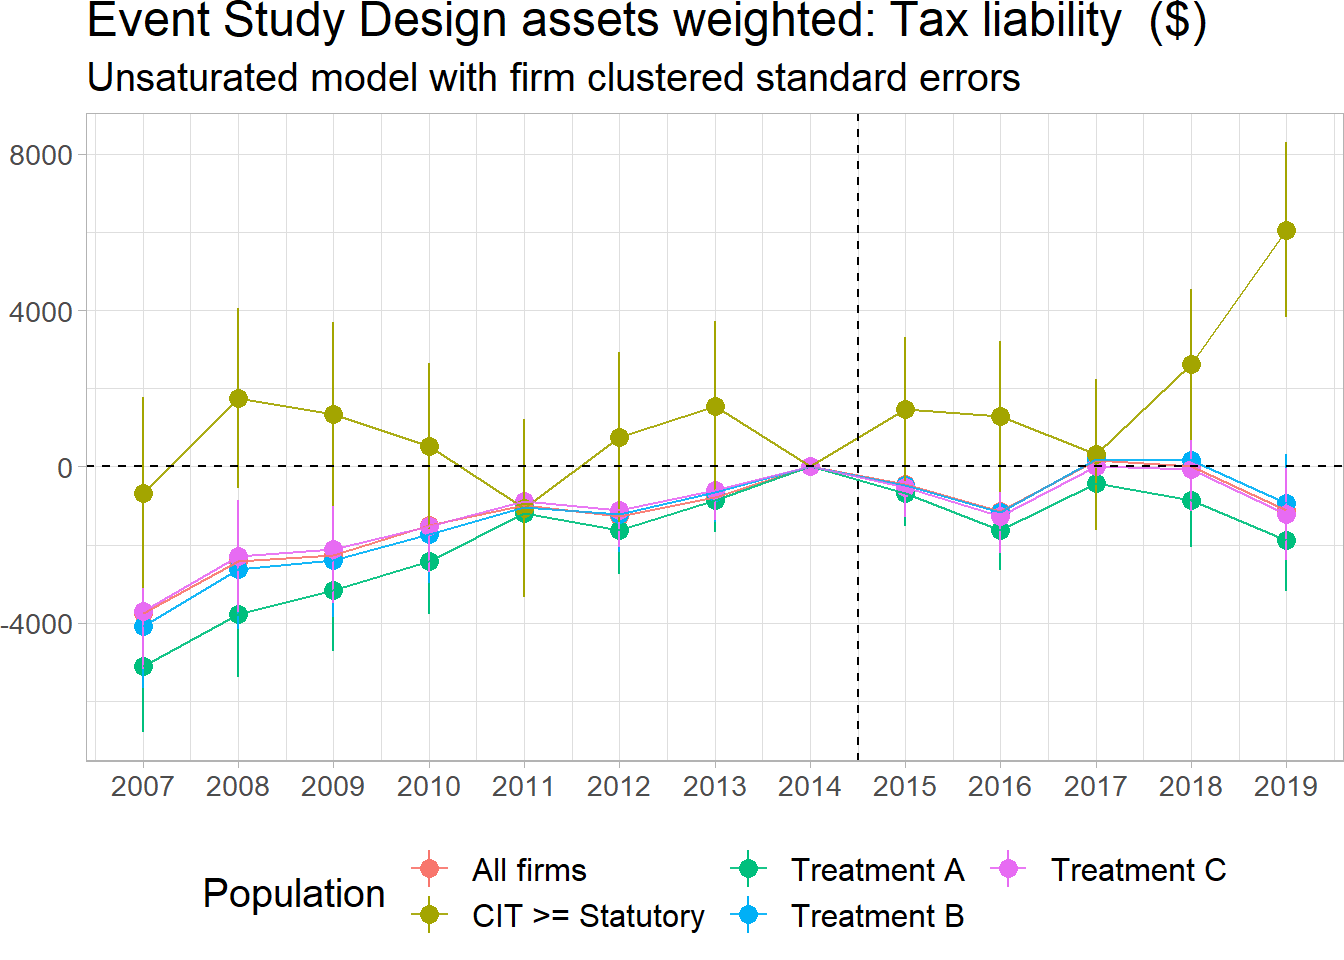 Event Study Design assets weighted: Tax liability  ($)
Unsaturated model with firm clustered standard errors
8000
4000
0
-4000
2007 2008 2009 2010 2011 2012 2013 2014 2015 2016 2017 2018 2019
Population
All firms
CIT >= Statutory
Treatment A
Treatment B
Treatment C